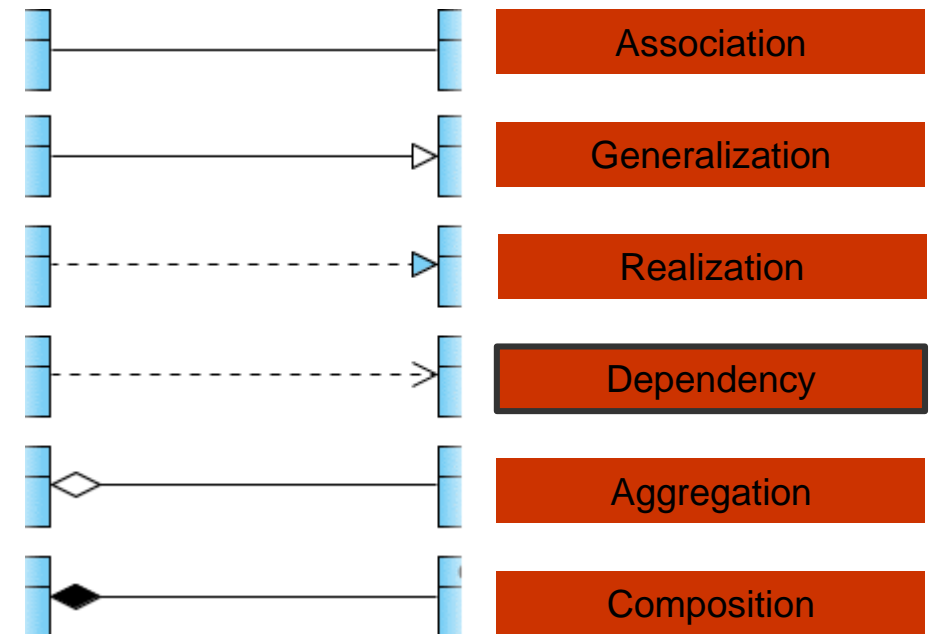 Association
Generalization
Realization
Dependency
Aggregation
Composition